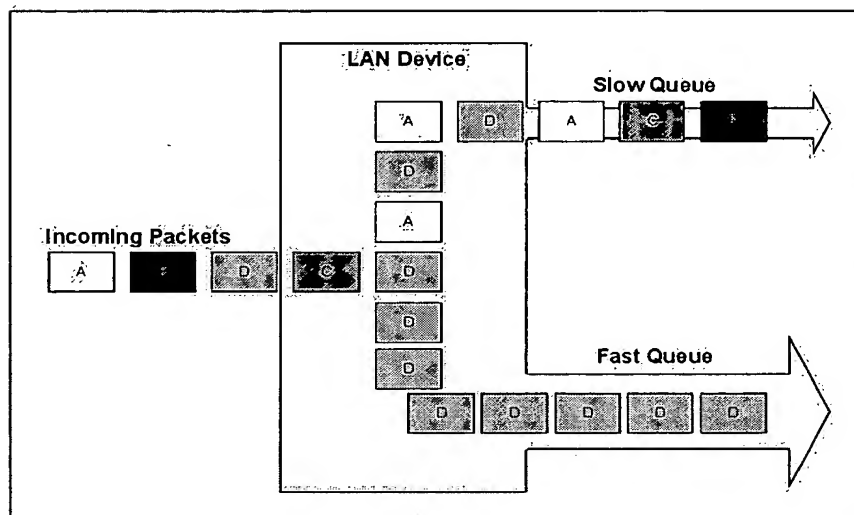 LAN Device
Slow Queue
A D A C
D
A
Incoming Packets
A D C D
D
D
Fast Queue
D D D D D